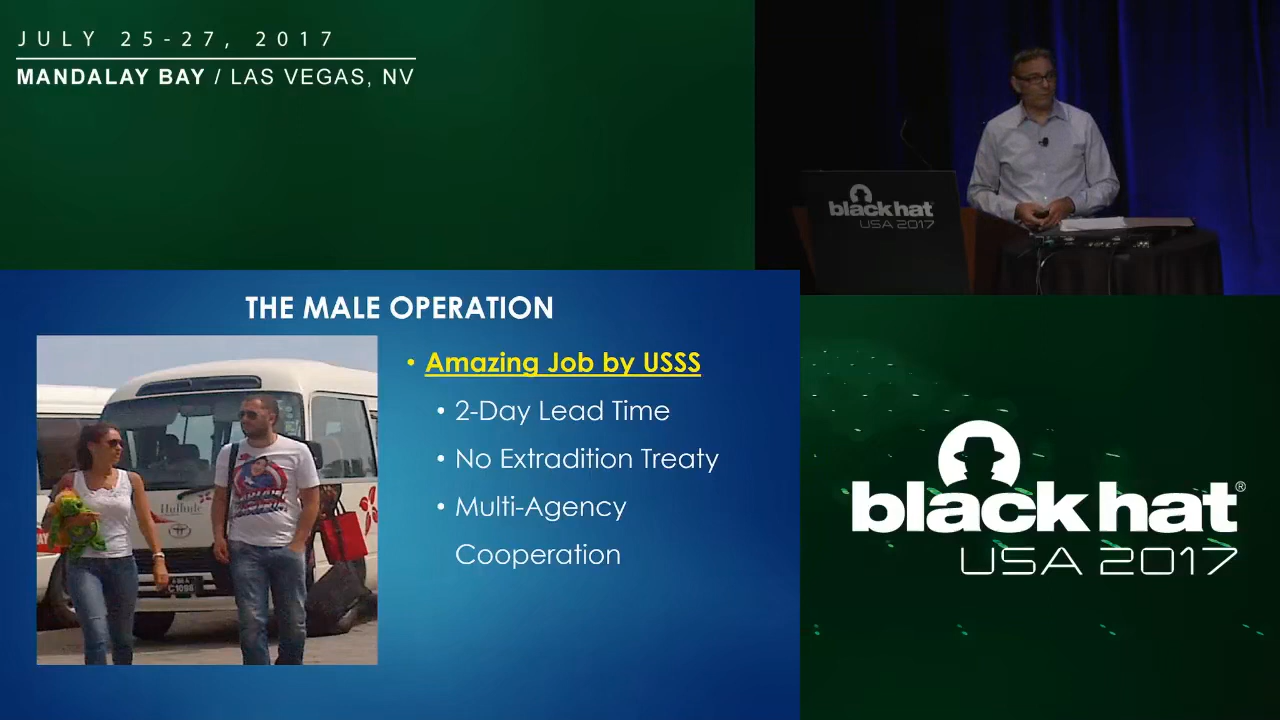 JULY 25-27, 2017
MANDALAY BAY / LAS VEGAS, NV
black hat
USA 2017
THE MALE OPERATION
• Amazing Job by USSS
• 2-Day Lead Time
• No Extradition Treaty
• Multi-Agency
Cooperation
Hulhule
black hat®
USA 2017